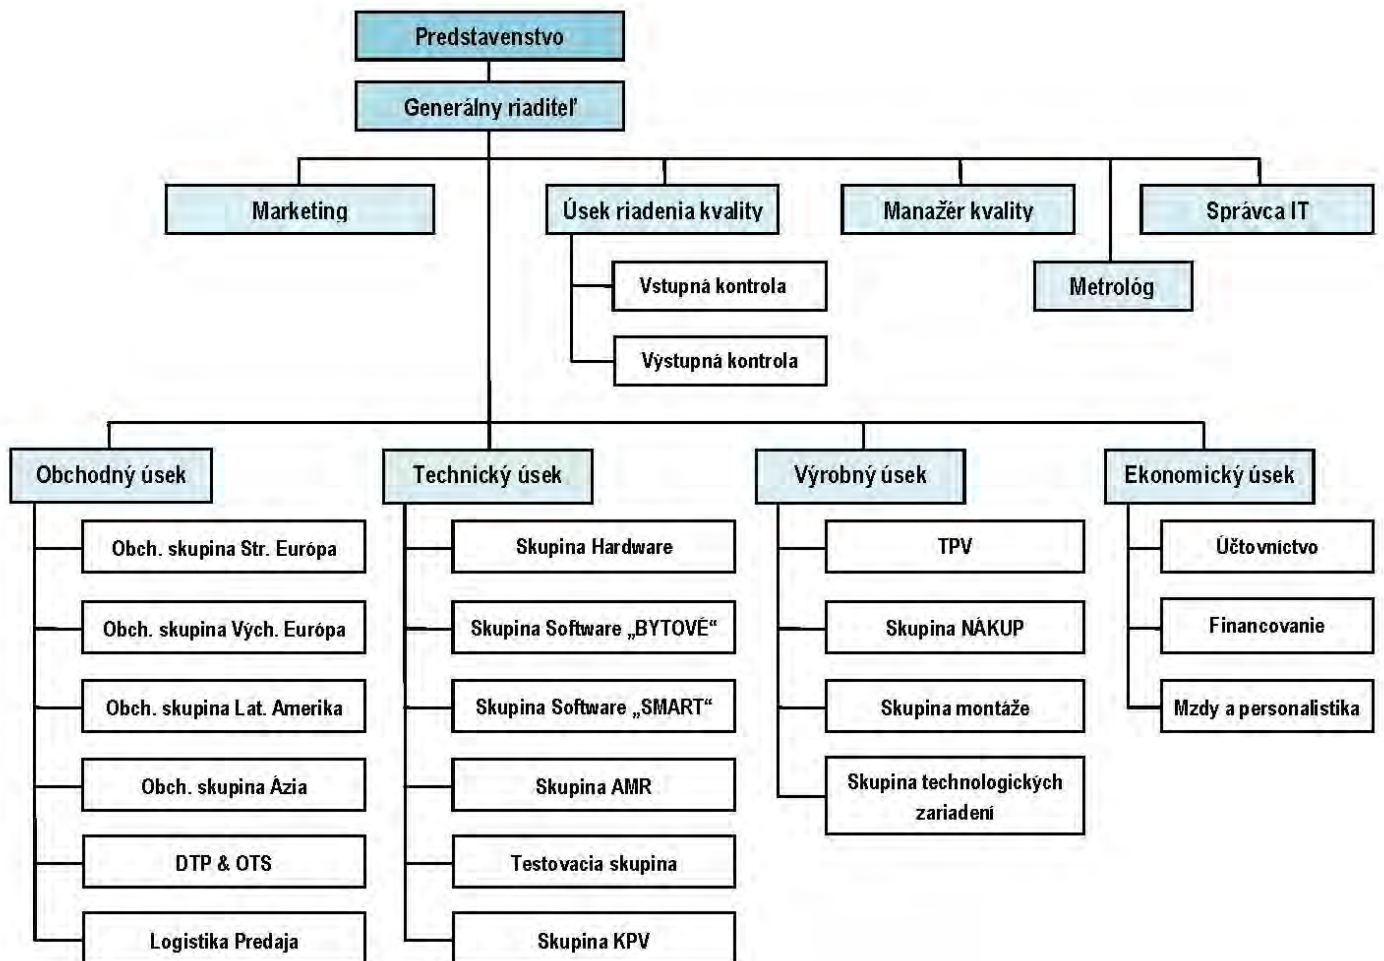 Predstavenstvo
Generálny riaditeľ
Marketing
Úsek riadenia kvality
Manažér kvality
Správca IT
Metrológ
Vstupná kontrola
Výstupná kontrola
Obchodný úsek
Obch. skupina Str. Európa
Obch. skupina Vých. Európa
Obch. skupina Lat. Amerika
Obch. skupina Ázia
DTP & OTS
Logistika Predaja
Technický úsek
Skupina Hardware
Skupina Software „BYTOVÉ“
Skupina Software „SMART“
Skupina AMR
Testovacia skupina
Skupina KPV
Výrobný úsek
TPV
Skupina NÁKUP
Skupina montáže
Skupina technologických
zariadení
Ekonomický úsek
Účtovníctvo
Financovanie
Mzdy a personalistika